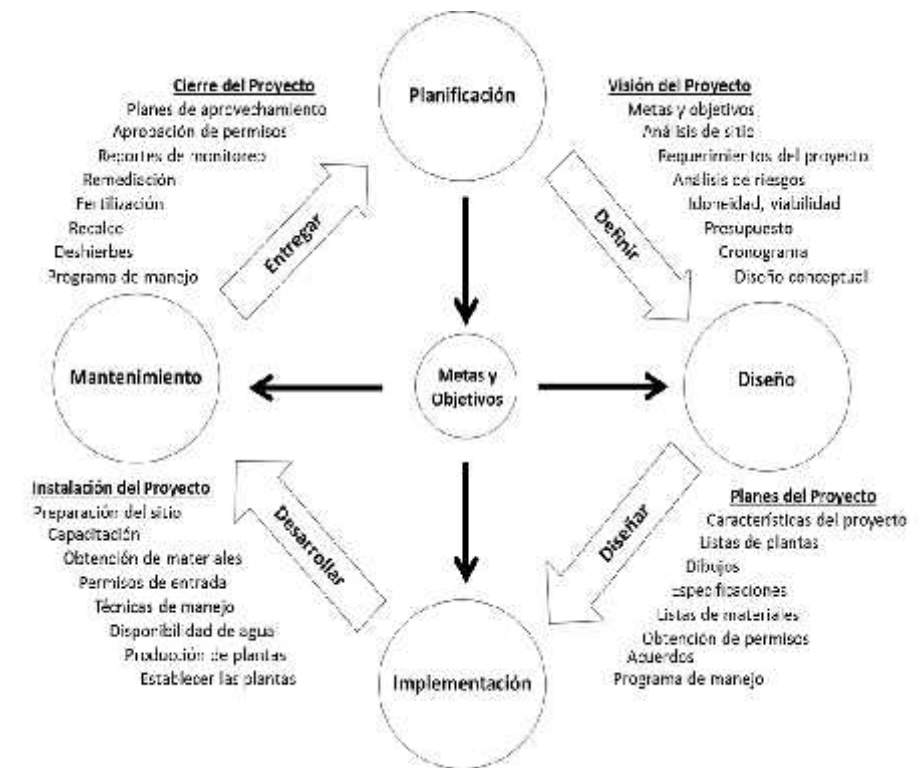 Planificación
Cierre del Proyecto
Planes de aprovechamiento
Aprobación de permisos
Reportes de monitoreo
Remediación
Fertilización
Recalce
Deshierbes
Programa de manejo
Entregar
Visión del Proyecto
Metas y objetivos
Análisis de sitio
Requerimientos del proyecto
Análisis de riesgos
Idoneidad, viabilidad
Presupuesto
Cronograma
Diseño conceptual
Definir
Mantenimiento
Metas y
Objetivos
Diseño
Instalación del Proyecto
Preparación del sitio
Capacitación
Obtención de materiales
Permisos de entrada
Técnicas de manejo
Disponibilidad de agua
Producción de plantas
Establecer las plantas
Desarrollar
Diseñar
Planes del Proyecto
Características del proyecto
Listas de plantas
Dibujos
Especificaciones
Listas de materiales
Obtención de permisos
Acuerdos
Programa de manejo
Implementación